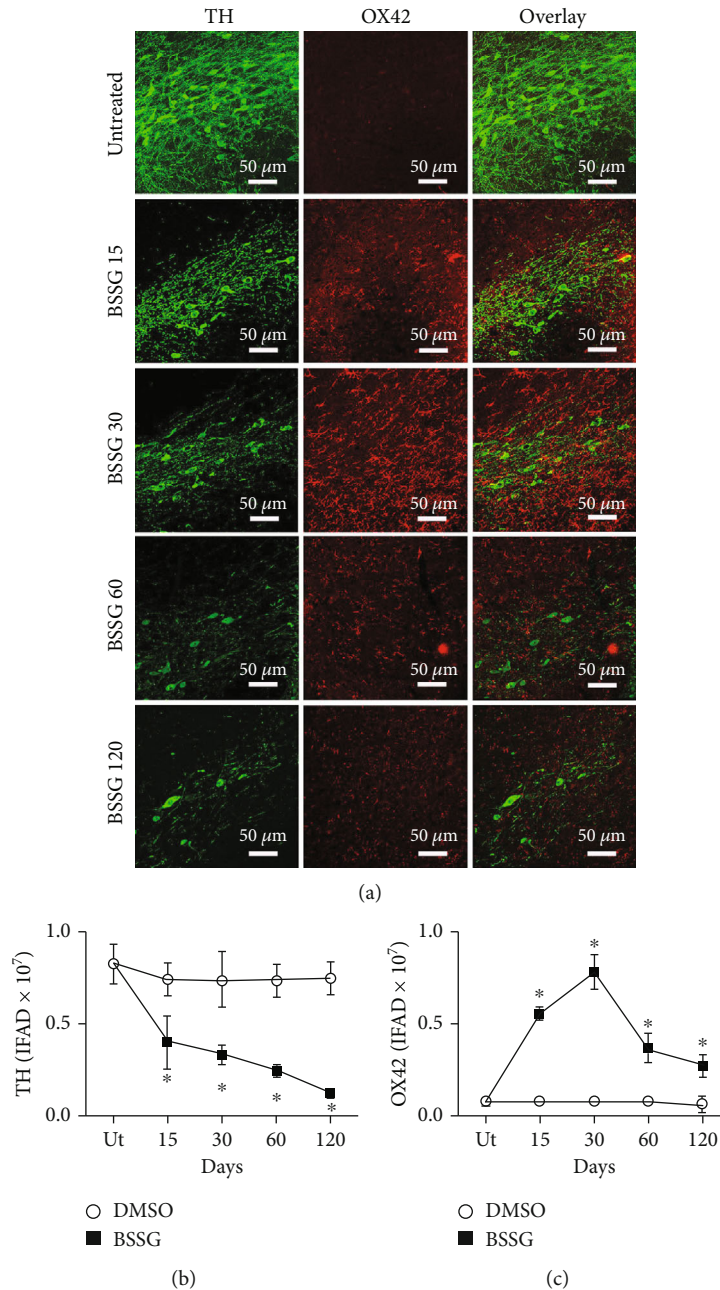 TH OX42 Overlay
Untreated
50 μm 50 μm 50 μm
BSSG 15
50 μm 50 μm 50 μm
BSSG 30
50 μm 50 μm 50 μm
BSSG 60
50 μm 50 μm 50 μm
BSSG 120
50 μm 50 μm 50 μm
(a)
TH (IFAD × 10⁷)
1.0
0.5
0.0
* * * *
Ut 15 30 60 120
Days
DMSO
BSSG
(b)
OX42 (IFAD × 10⁷)
1.0
0.5
0.0
* * * *
Ut 15 30 60 120
Days
DMSO
BSSG
(c)